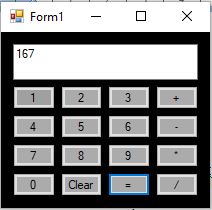 Form1
167
1 2 3 +
4 5 6 -
7 8 9 *
0 Clear = /